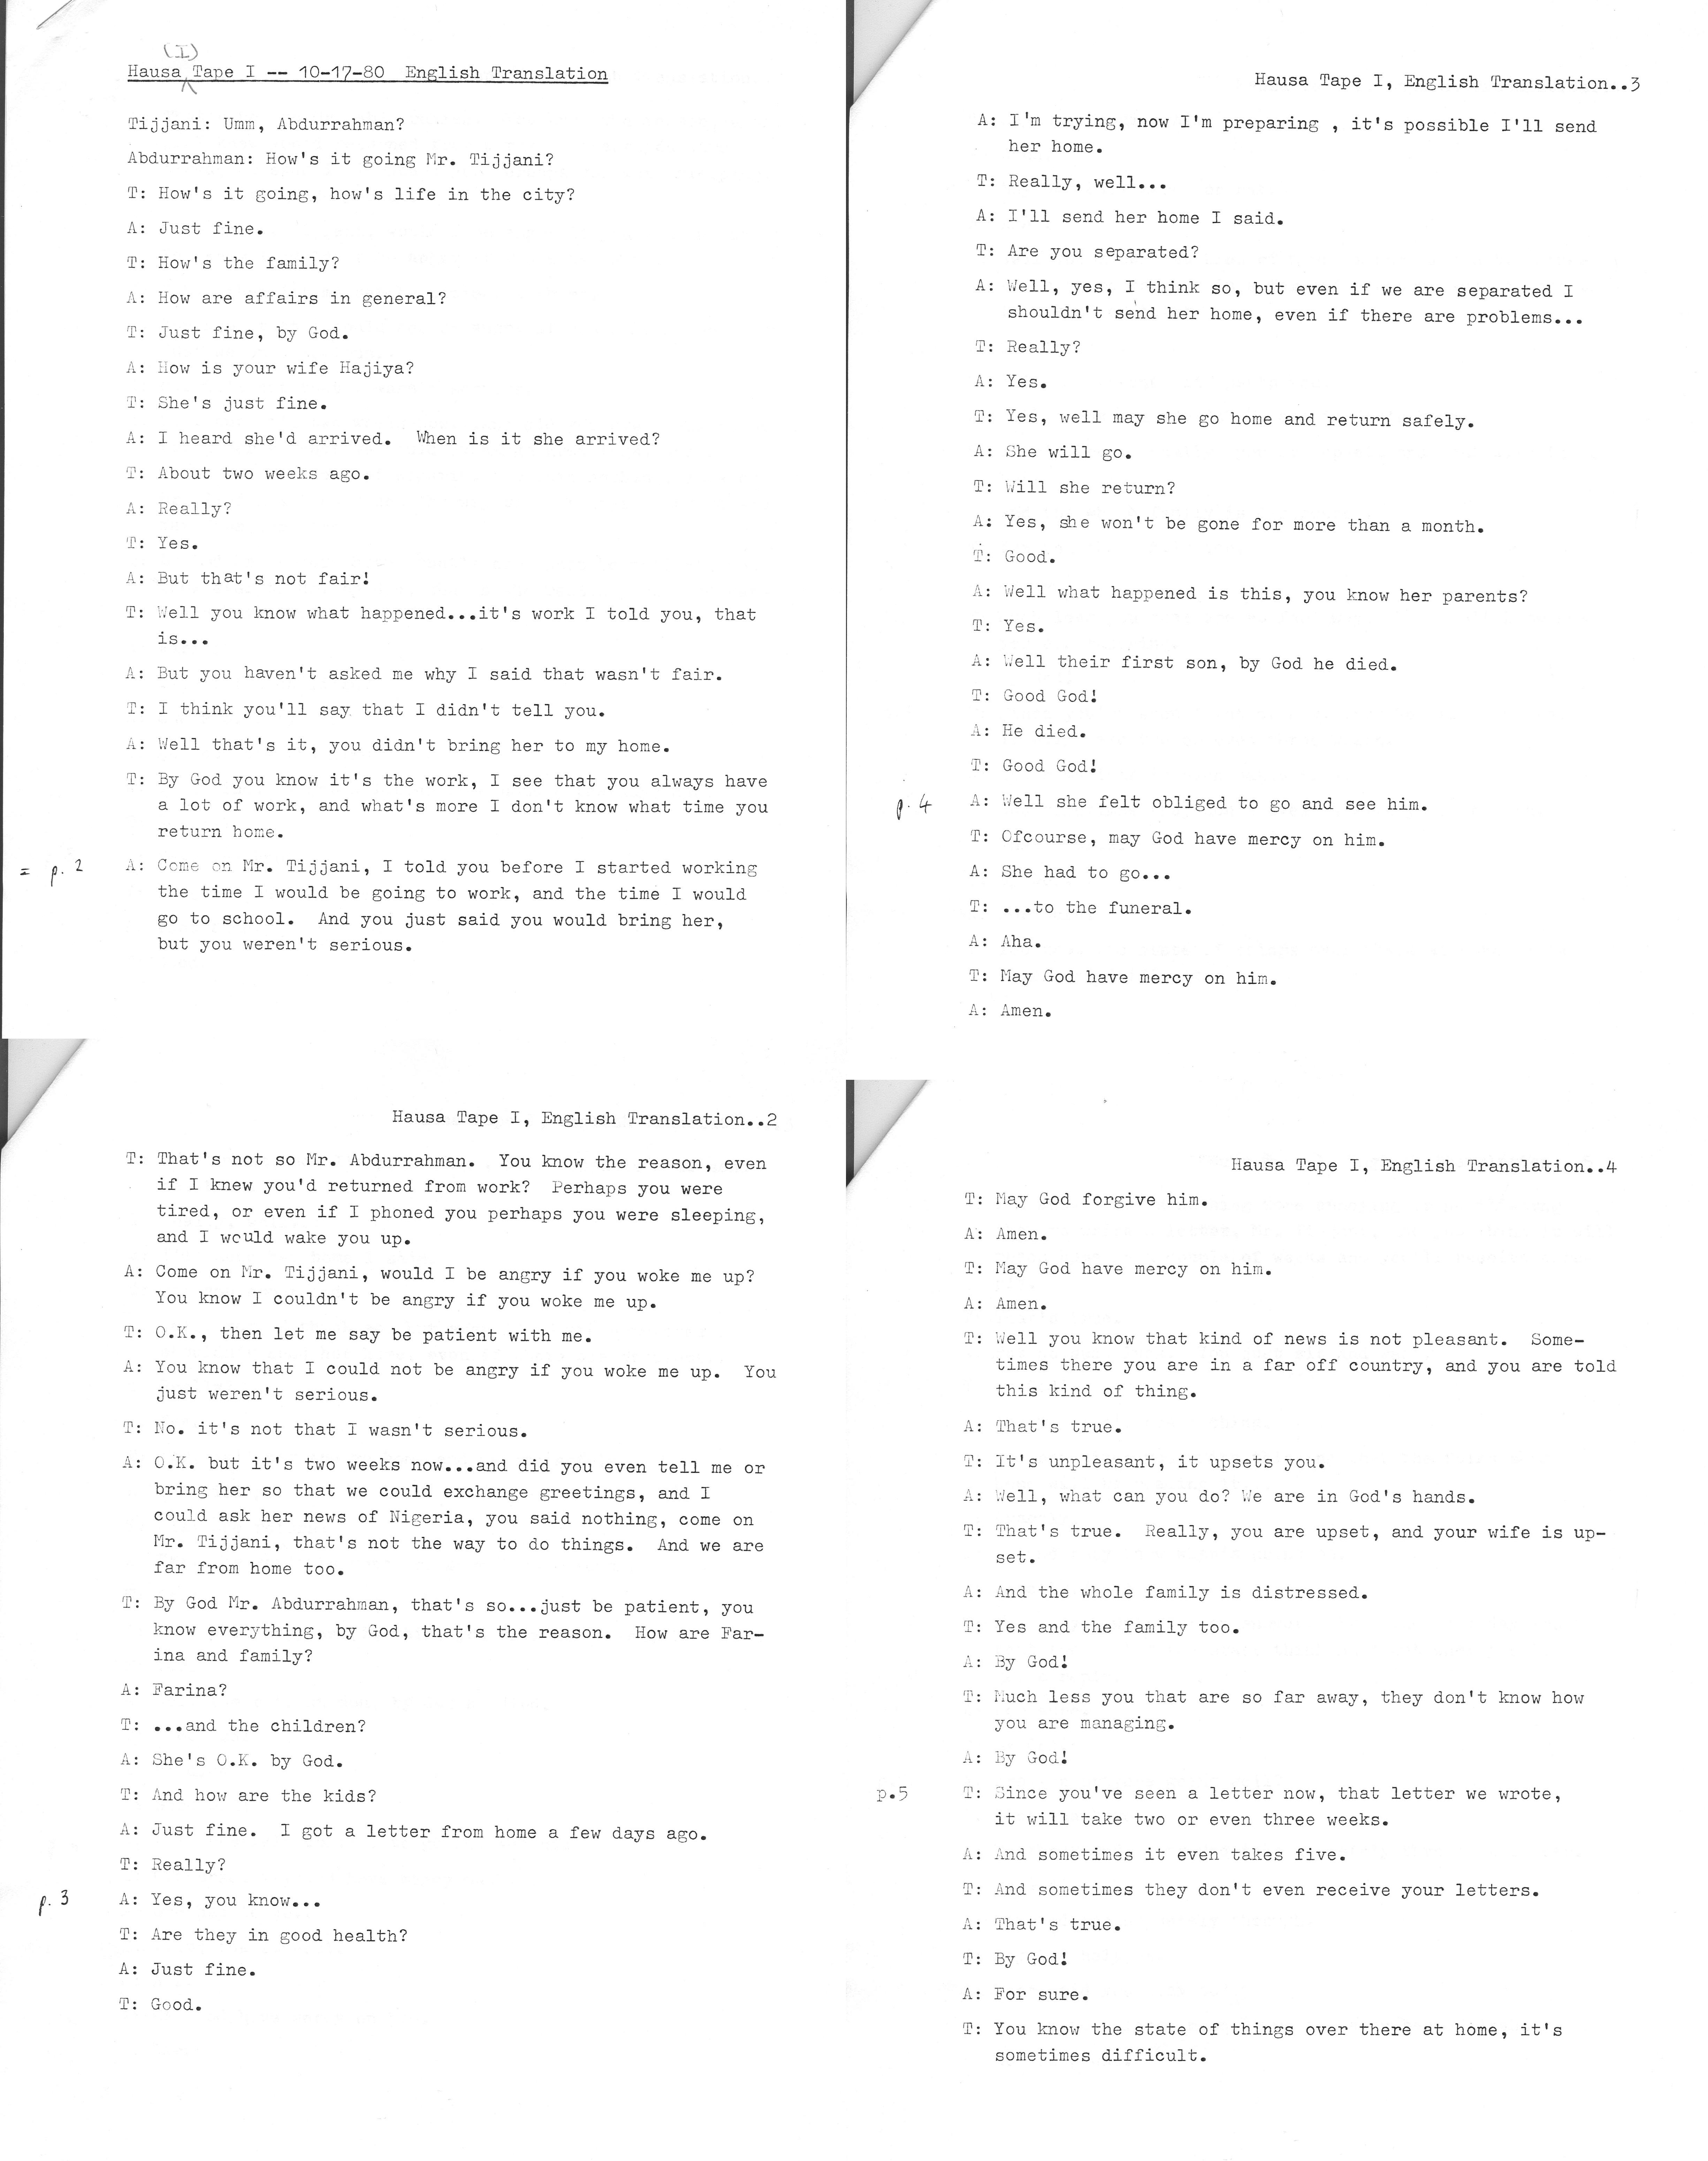 (I)
Hausa Tape I -- 10-17-80 English Translation
Tijjani: Umm, Abdurrahman?
Abdurrahman: How's it going Mr. Tijjani?
T: How's it going, how's life in the city?
A: Just fine.
T: How's the family?
A: How are affairs in general?
T: Just fine, by God.
A: How is your wife Hajiya?
T: She's just fine.
A: I heard she'd arrived. When is it she arrived?
T: About two weeks ago.
A: Really?
T: Yes.
A: But that's not fair!
T: Well you know what happened...it's work I told you, that
is...
A: But you haven't asked me why I said that wasn't fair.
T: I think you'll say that I didn't tell you.
A: Well that's it, you didn't bring her to my home.
T: By God you know it's the work, I see that you always have
a lot of work, and what's more I don't know what time you
return home.
= p. 2 A: Come on Mr. Tijjani, I told you before I started working
the time I would be going to work, and the time I would
go to school. And you just said you would bring her,
but you weren't serious.
Hausa Tape I, English Translation..2
T: That's not so Mr. Abdurrahman. You know the reason, even
if I knew you'd returned from work? Perhaps you were
tired, or even if I phoned you perhaps you were sleeping,
and I would wake you up.
A: Come on Mr. Tijjani, would I be angry if you woke me up?
You know I couldn't be angry if you woke me up.
T: O.K., then let me say be patient with me.
A: You know that I could not be angry if you woke me up. You
just weren't serious.
T: No. it's not that I wasn't serious.
A: O.K. but it's two weeks now...and did you even tell me or
bring her so that we could exchange greetings, and I
could ask her news of Nigeria, you said nothing, come on
Mr. Tijjani, that's not the way to do things. And we are
far from home too.
T: By God Mr. Abdurrahman, that's so...just be patient, you
know everything, by God, that's the reason. How are Far-
ina and family?
A: Farina?
T: ...and the children?
A: She's O.K. by God.
T: And how are the kids?
A: Just fine. I got a letter from home a few days ago.
T: Really?
p. 3 A: Yes, you know...
T: Are they in good health?
A: Just fine.
T: Good.
Hausa Tape I, English Translation..3
A: I'm trying, now I'm preparing , it's possible I'll send
her home.
T: Really, well...
A: I'll send her home I said.
T: Are you separated?
A: Well, yes, I think so, but even if we are separated I
shouldn't send her home, even if there are problems...
T: Really?
A: Yes.
T: Yes, well may she go home and return safely.
A: She will go.
T: Will she return?
A: Yes, she won't be gone for more than a month.
T: Good.
A: Well what happened is this, you know her parents?
T: Yes.
A: Well their first son, by God he died.
T: Good God!
A: He died.
T: Good God!
p. 4 A: Well she felt obliged to go and see him.
T: Ofcourse, may God have mercy on him.
A: She had to go...
T: ...to the funeral.
A: Aha.
T: May God have mercy on him.
A: Amen.
Hausa Tape I, English Translation..4
T: May God forgive him.
A: Amen.
T: May God have mercy on him.
A: Amen.
T: Well you know that kind of news is not pleasant. Some-
times there you are in a far off country, and you are told
this kind of thing.
A: That's true.
T: It's unpleasant, it upsets you.
A: Well, what can you do? We are in God's hands.
T: That's true. Really, you are upset, and your wife is up-
set.
A: And the whole family is distressed.
T: Yes and the family too.
A: By God!
T: Much less you that are so far away, they don't know how
you are managing.
A: By God!
p.5 T: Since you've seen a letter now, that letter we wrote,
it will take two or even three weeks.
A: And sometimes it even takes five.
T: And sometimes they don't even receive your letters.
A: That's true.
T: By God!
A: For sure.
T: You know the state of things over there at home, it's
sometimes difficult.